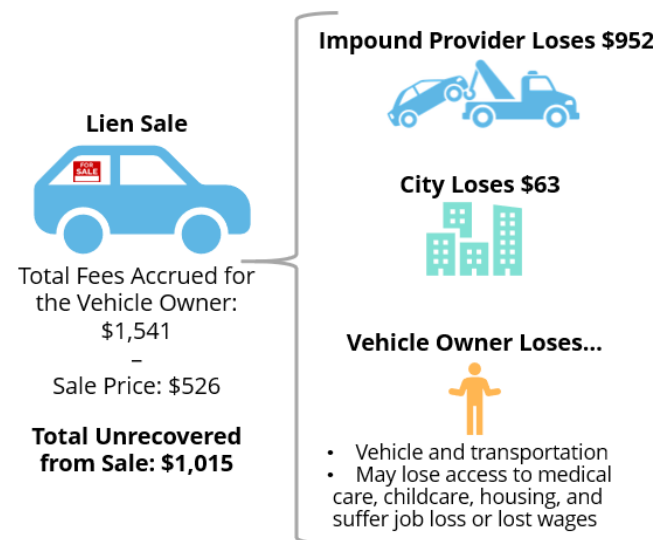 Lien Sale
FOR
SALE
Total Fees Accrued for
the Vehicle Owner:
$1,541
–
Sale Price: $526
Total Unrecovered
from Sale: $1,015
Impound Provider Loses $952
City Loses $63
Vehicle Owner Loses...
• Vehicle and transportation
• May lose access to medical
care, childcare, housing, and
suffer job loss or lost wages